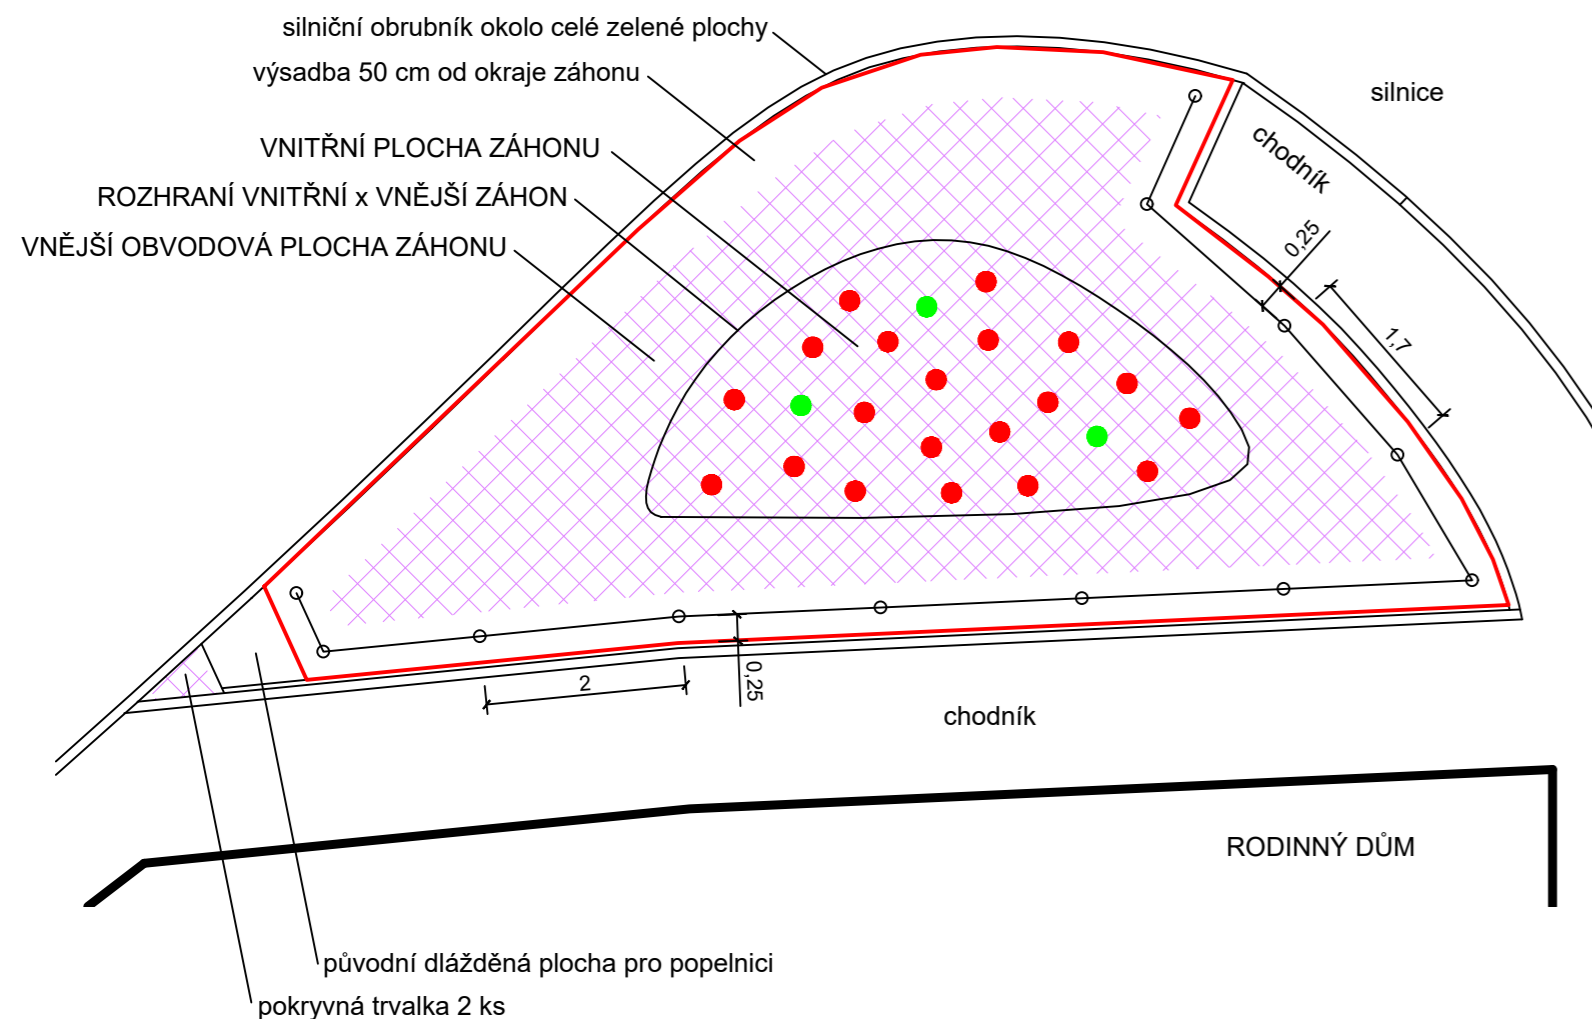 silniční obrubník okolo celé zelené plochy
výsadba 50 cm od okraje záhonu
silnice
VNITŘNÍ PLOCHA ZÁHONU
chodník
ROZHRANÍ VNITŘNÍ x VNĚJŠÍ ZÁHON
VNĚJŠÍ OBVODOVÁ PLOCHA ZÁHONU
0,25
1,7
2
0,25
chodník
RODINNÝ DŮM
původní dlážděná plocha pro popelnici
pokryvná trvalka 2 ks